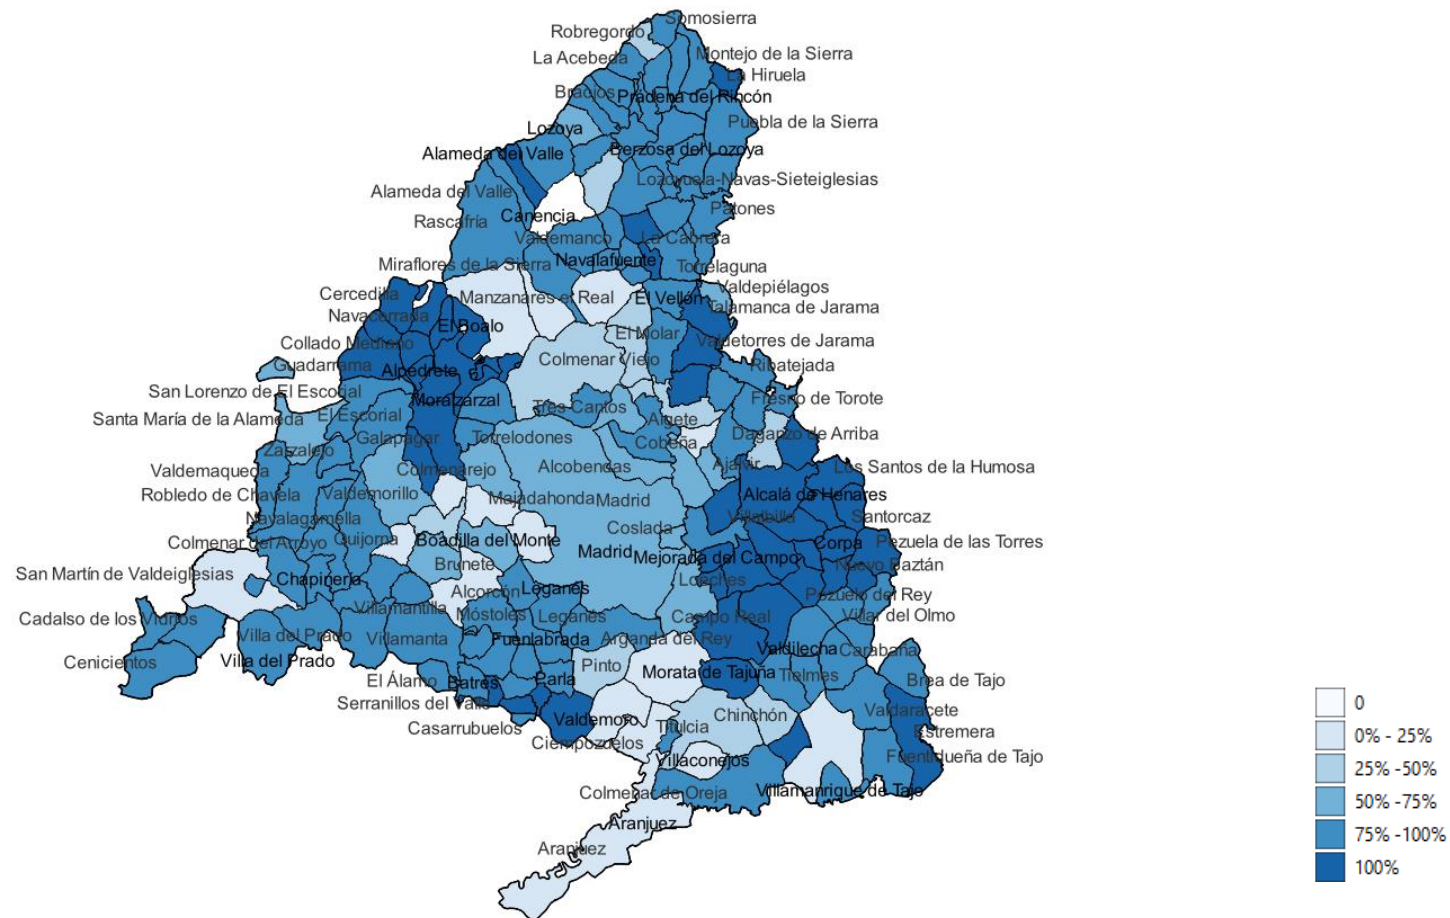 Somosierra
Robregordo
Montejo de la Sierra
La Acebeda
La Hiruela
Braojos
Prádena del Rincón
Puebla de la Sierra
Lozoya
Alameda del Valle
Berzosa del Lozoya
Lozoyuela-Navas-Sieteiglesias
Alameda del Valle
Patones
Canencia
Rascafría
Valdemanco
La Cabrera
Navalafuente
Miraflores de la Sierra
Torrelaguna
Valdepiélagos
Cercedilla
Manzanares el Real
El Vellón
Talamanca de Jarama
Navacerrada
El Boalo
El Molar
Collado Mediano
Valdetorres de Jarama
Colmenar Viejo
Guadarrama
Alpedrete
Ribatejada
San Lorenzo de El Escorial
Moralzarzal
Fresno de Torote
Tres Cantos
Santa María de la Alameda
El Escorial
Algete
Daganzo de Arriba
Galapagar
Torrelodones
Cobeña
Zarzalejo
Ajalvir
Valdemaqueda
Colmenarejo
Alcobendas
Los Santos de la Humosa
Robledo de Chavela
Valdemorillo
Majadahonda
Madrid
Alcalá de Henares
Navalagamella
Villalbilla
Santorcaz
Coslada
Colmenar del Arroyo
Quijorna
Boadilla del Monte
Madrid
Mejorada del Campo
Corpa
Pezuela de las Torres
Brunete
Nuevo Baztán
San Martín de Valdeiglesias
Chapinería
Loeches
Alcorcón
Leganés
Pozuelo del Rey
Villamantilla
Móstoles
Leganés
Campo Real
Villar del Olmo
Cadalso de los Vidrios
Villa del Prado
Villamanta
Fuenlabrada
Arganda del Rey
Valdilecha
Carabaña
Cenicientos
Villa del Prado
Pinto
Morata de Tajuña
Tielmes
El Álamo
Batres
Parla
Brea de Tajo
Serranillos del Valle
Casarrubuelos
Valdemoro
Titulcia
Chinchón
Valdaracete
Estremera
Ciempozuelos
Villaconejos
Fuentidueña de Tajo
Colmenar de Oreja
Villamanrique de Tajo
Aranjuez
Aranjuez
0
0% - 25%
25% -50%
50% -75%
75% -100%
100%